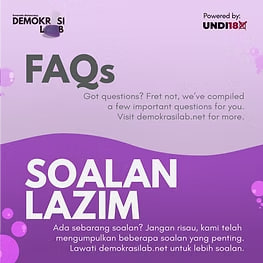 DEMOKRASI
LAB
Powered by:
UNDI18
FAQs
Got questions? Fret not, we've compiled
a few important questions for you.
Visit demokrasilab.net for more.
SOALAN
LAZIM
Ada sebarang soalan? Jangan risau, kami telah
mengumpulkan beberapa soalan yang penting.
Lawati demokrasilab.net untuk lebih soalan.